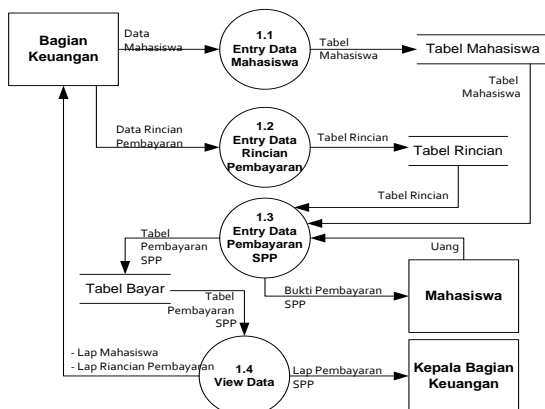 Bagian
Keuangan
Data
Mahasiswa
1.1
Entry Data
Mahasiswa
Tabel
Mahasiswa
Tabel Mahasiswa
Tabel
Mahasiswa
Data Rincian
Pembayaran
1.2
Entry Data
Rincian
Pembayaran
Tabel Rincian
Tabel Rincian
Tabel Rincian
1.3
Entry Data
Pembayaran
SPP
Tabel
Pembayaran
SPP
Uang
Tabel Bayar
Tabel
Pembayaran
SPP
Bukti Pembayaran
SPP
Mahasiswa
- Lap Mahasiswa
- Lap Riancian Pembayaran
1.4
View Data
Lap Pembayaran
SPP
Kepala Bagian
Keuangan